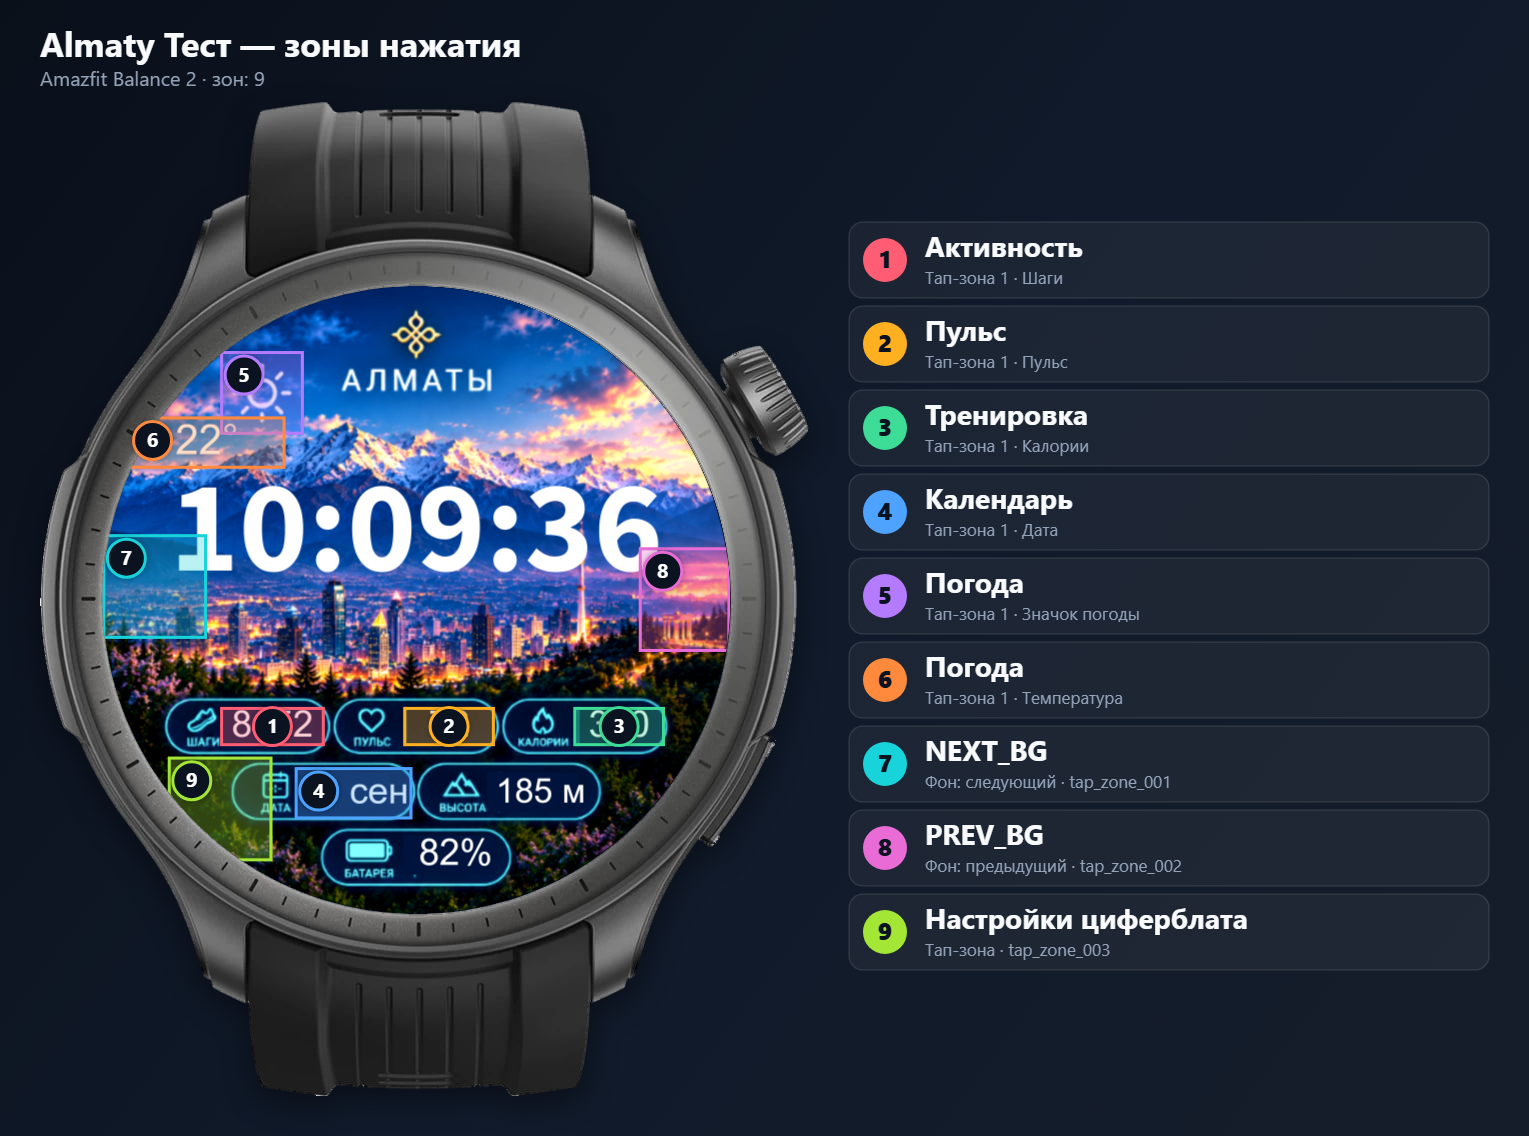 Almaty Тест — зоны нажатия
Amazfit Balance 2 · зон: 9
АЛМАТЫ
5
6 22°
10:09:36
7
8
ШАГИ 1
ПУЛЬС 2
КАЛОРИИ 3
9
ДАТА 4 сен
ВЫСОТА 185 м
БАТАРЕЯ 82%
1 Активность
Тап-зона 1 · Шаги
2 Пульс
Тап-зона 1 · Пульс
3 Тренировка
Тап-зона 1 · Калории
4 Календарь
Тап-зона 1 · Дата
5 Погода
Тап-зона 1 · Значок погоды
6 Погода
Тап-зона 1 · Температура
7 NEXT_BG
Фон: следующий · tap_zone_001
8 PREV_BG
Фон: предыдущий · tap_zone_002
9 Настройки циферблата
Тап-зона · tap_zone_003